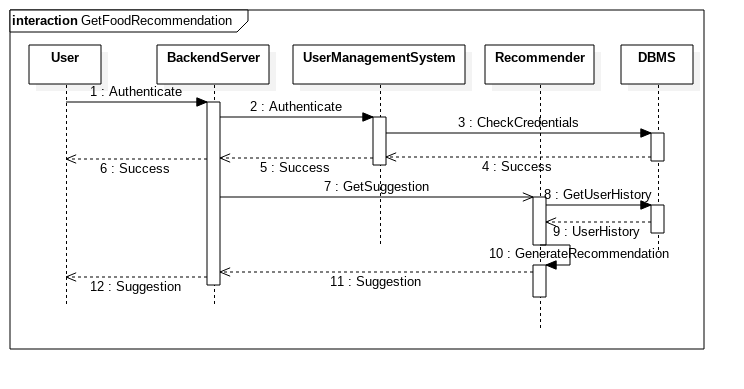 interaction GetFoodRecommendation
User
BackendServer
UserManagementSystem
Recommender
DBMS
1 : Authenticate
2 : Authenticate
3 : CheckCredentials
4 : Success
5 : Success
6 : Success
7 : GetSuggestion
8 : GetUserHistory
9 : UserHistory
10 : GenerateRecommendation
11 : Suggestion
12 : Suggestion